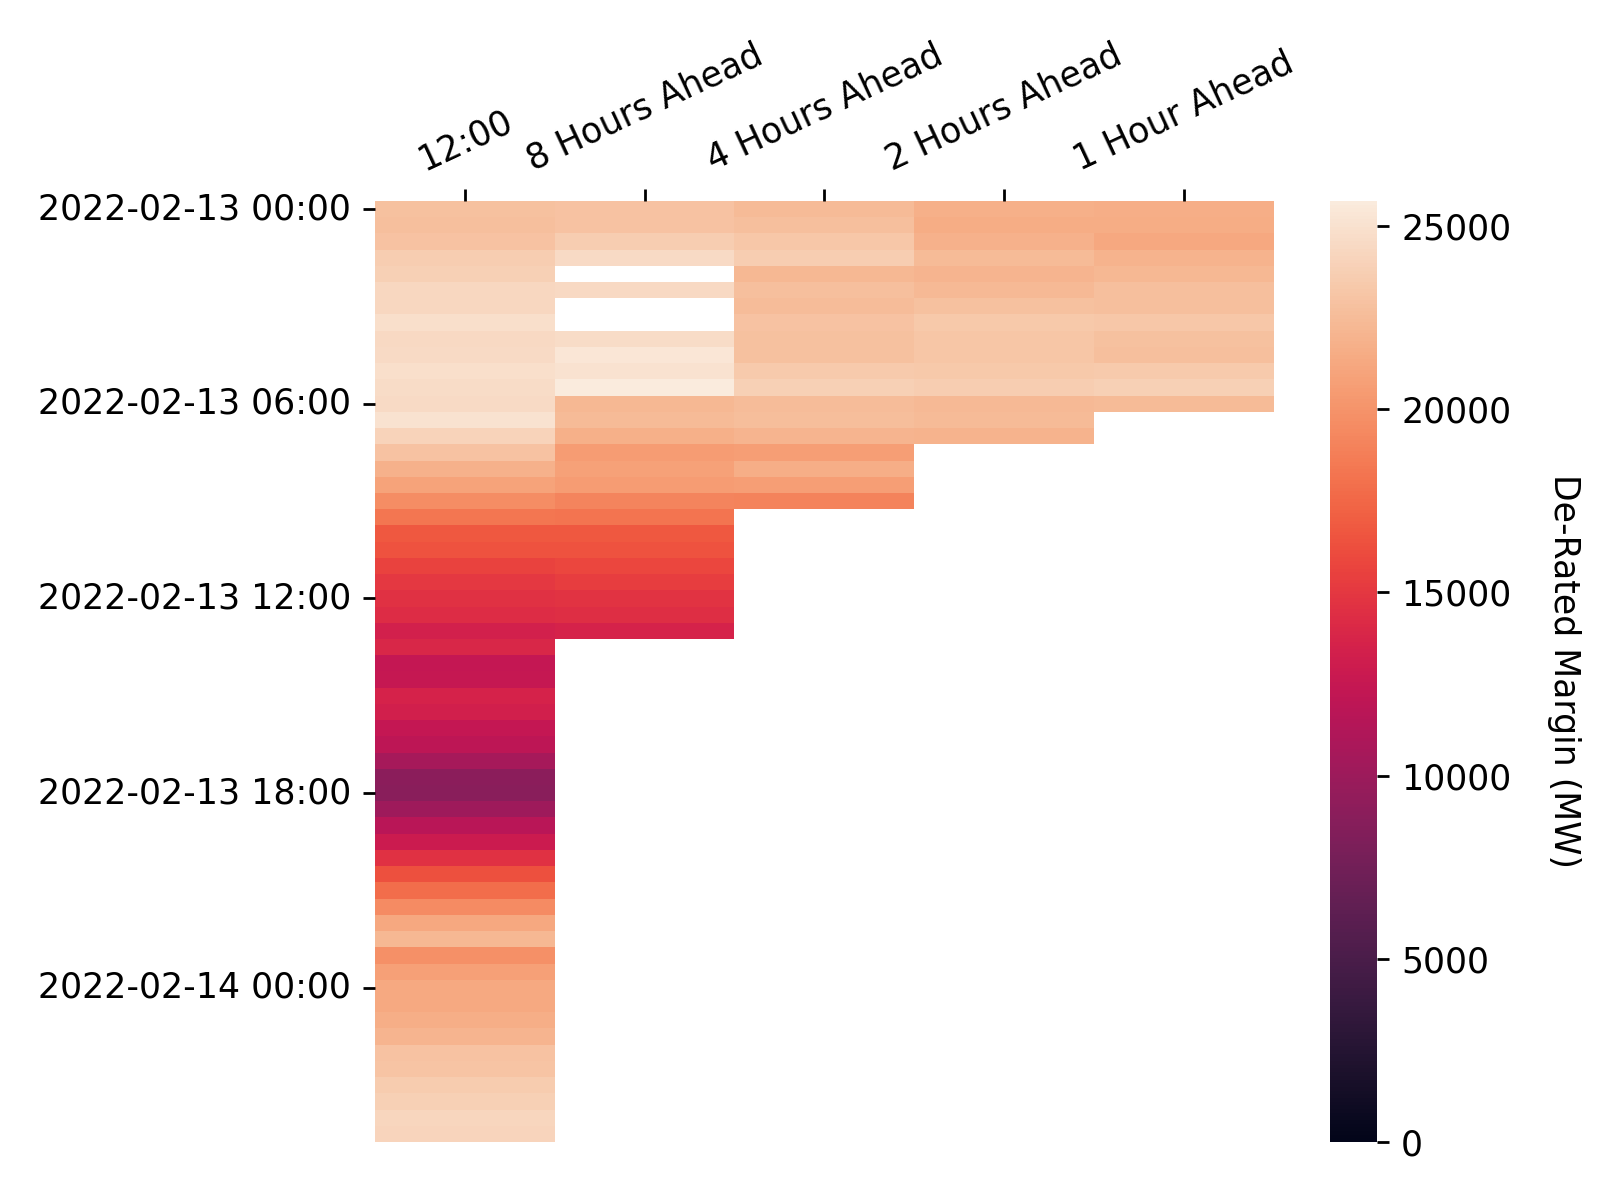 12:00
8 Hours Ahead
4 Hours Ahead
2 Hours Ahead
1 Hour Ahead
2022-02-13 00:00
2022-02-13 06:00
2022-02-13 12:00
2022-02-13 18:00
2022-02-14 00:00
25000
20000
15000
10000
5000
0
De-Rated Margin (MW)